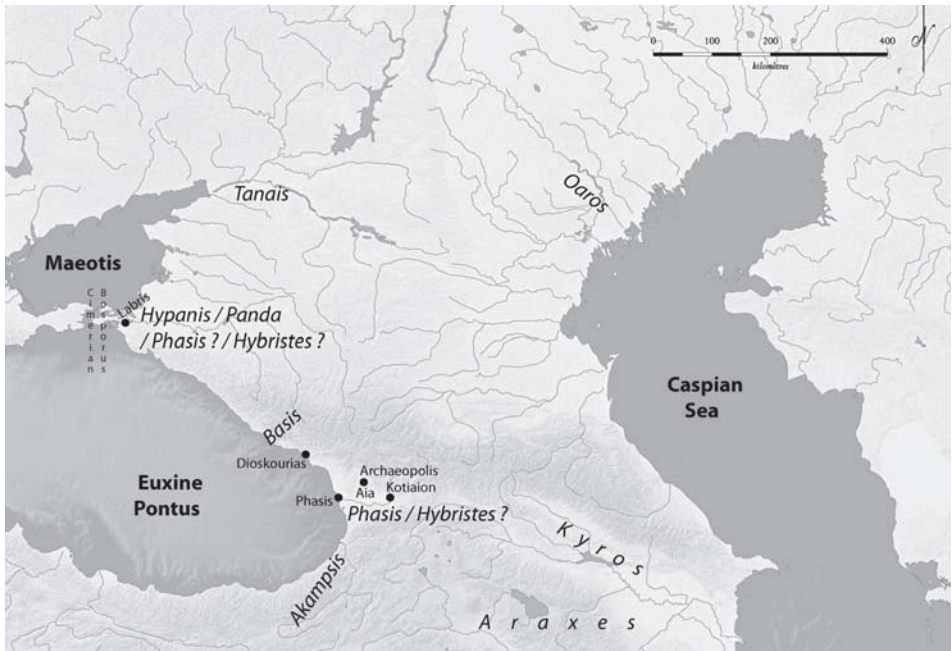 N
0 100 200 400
kilometres
Tanais
Oaros
Maeotis
Cimerian
Bosporus
Labris
Hypanis / Panda
/ Phasis ? / Hybristes ?
Caspian
Sea
Basis
Dioskourias
Archaeopolis
Aia
Kotiaion
Euxine
Pontus
Phasis
Phasis / Hybristes ?
Kyros
Akampsis
Araxes